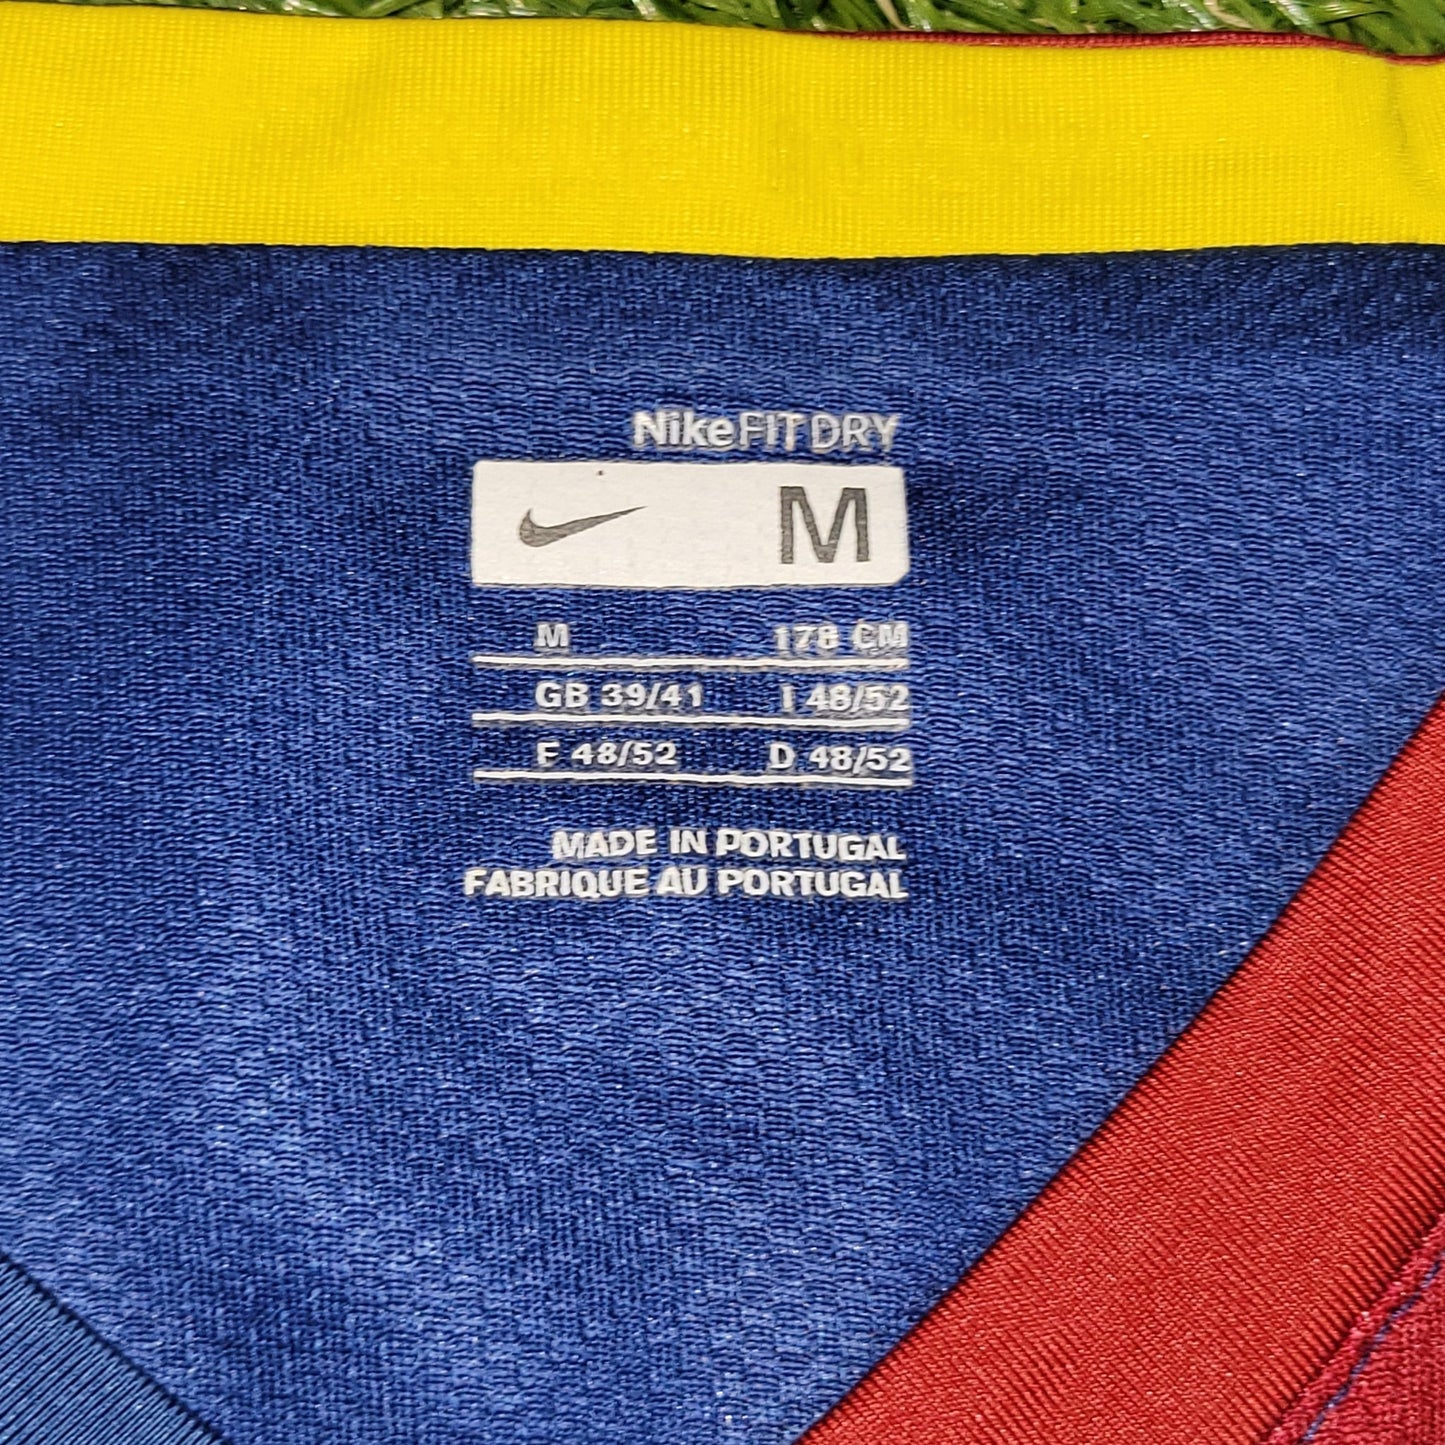 NikeFIT DRY
M
M 178 CM
GB 39/41 I 48/52
F 48/52 D 48/52
MADE IN PORTUGAL
FABRIQUE AU PORTUGAL